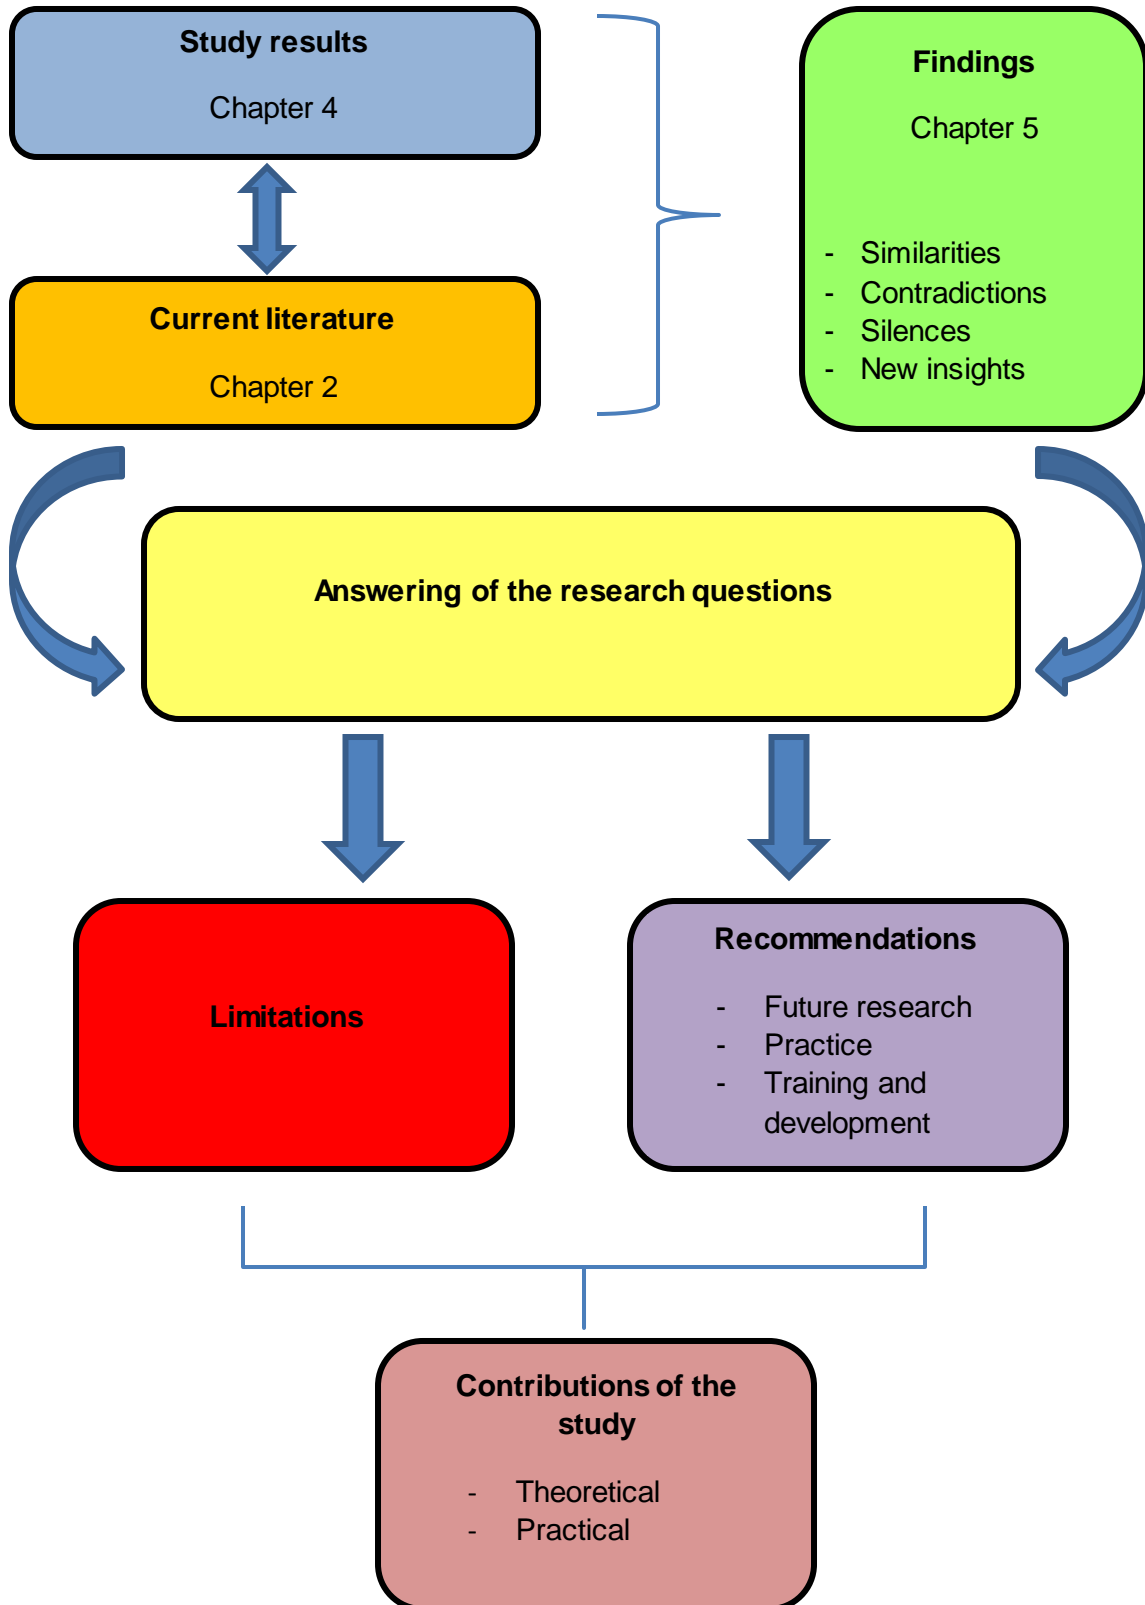 Study results
Chapter 4
Current literature
Chapter 2
Findings
Chapter 5
- Similarities
- Contradictions
- Silences
- New insights
Answering of the research questions
Limitations
Recommendations
- Future research
- Practice
- Training and
development
Contributions of the
study
- Theoretical
- Practical